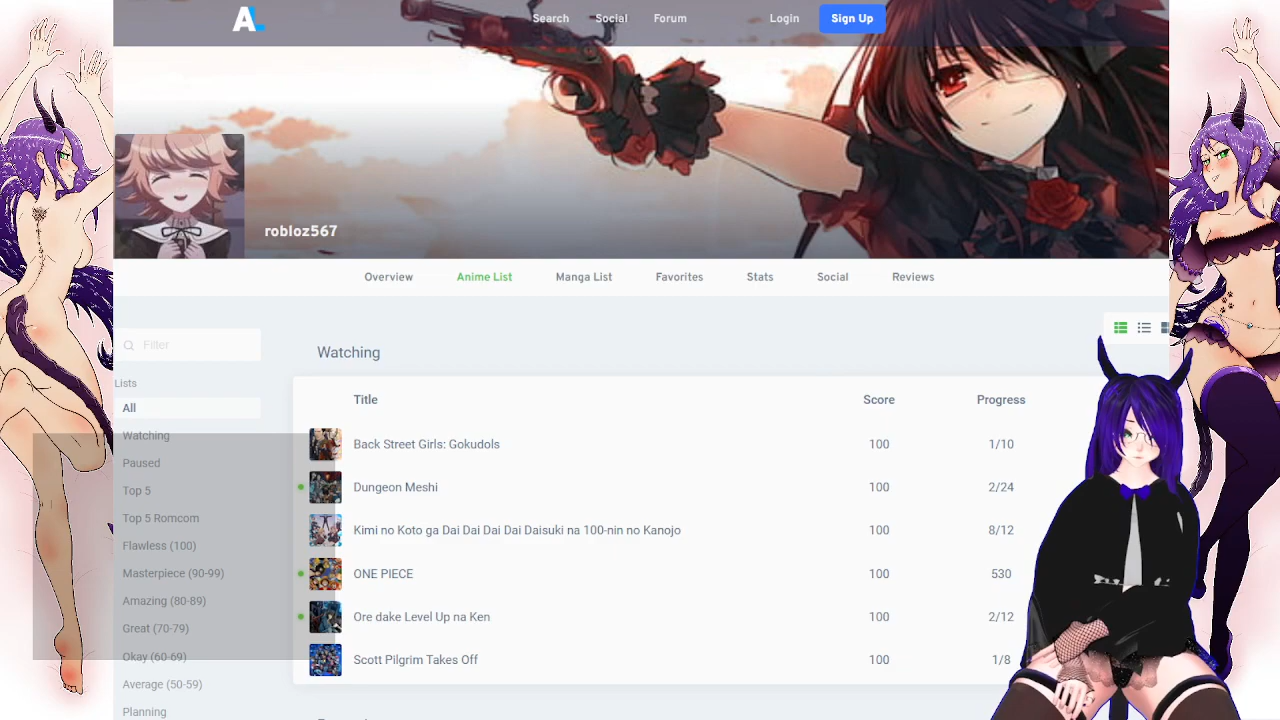 AL
Search Social Forum Login Sign Up
robloz567
Overview Anime List Manga List Favorites Stats Social Reviews
Filter
Lists
All
Watching
Paused
Top 5
Top 5 Romcom
Flawless (100)
Masterpiece (90-99)
Amazing (80-89)
Great (70-79)
Okay (60-69)
Average (50-59)
Planning
Watching
Title Score Progress
Back Street Girls: Gokudols 100 1/10
Dungeon Meshi 100 2/24
Kimi no Koto ga Dai Dai Dai Dai Daisuki na 100-nin no Kanojo 100 8/12
ONE PIECE 100 530
Ore dake Level Up na Ken 100 2/12
Scott Pilgrim Takes Off 100 1/8